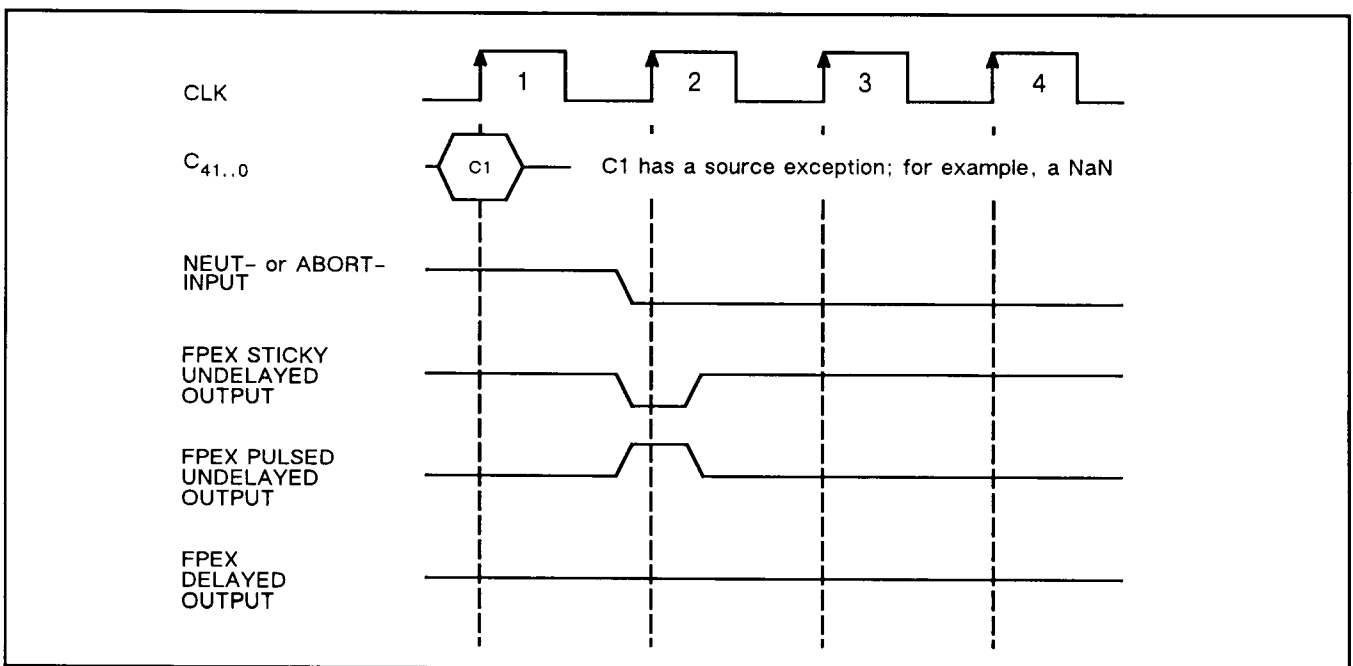 1 2 3 4
CLK
C41..0 C1 C1 has a source exception; for example, a NaN
NEUT- or ABORT-
INPUT
FPEX STICKY
UNDELAYED
OUTPUT
FPEX PULSED
UNDELAYED
OUTPUT
FPEX
DELAYED
OUTPUT